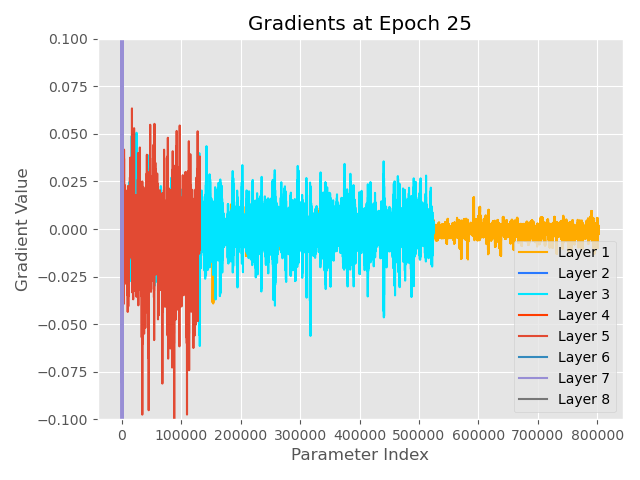 Gradients at Epoch 25
Gradient Value
0.100
0.075
0.050
0.025
0.000
−0.025
−0.050
−0.075
−0.100
Layer 1
Layer 2
Layer 3
Layer 4
Layer 5
Layer 6
Layer 7
Layer 8
0 100000 200000 300000 400000 500000 600000 700000 800000
Parameter Index